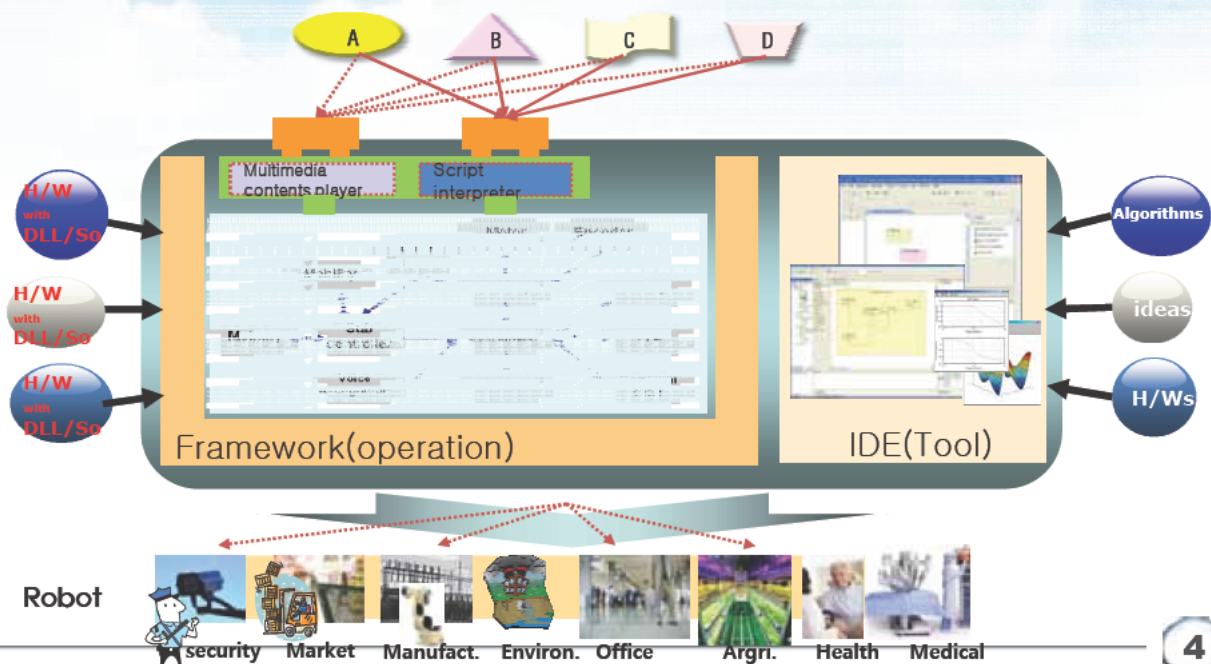 A
B
C
D
Multimedia
contents player
Script
interpreter
H/W
with
DLL/So
H/W
with
DLL/So
H/W
with
DLL/So
Algorithms
ideas
H/Ws
Framework(operation)
IDE(Tool)
Robot
security Market Manufact. Environ. Office Argri. Health Medical
4